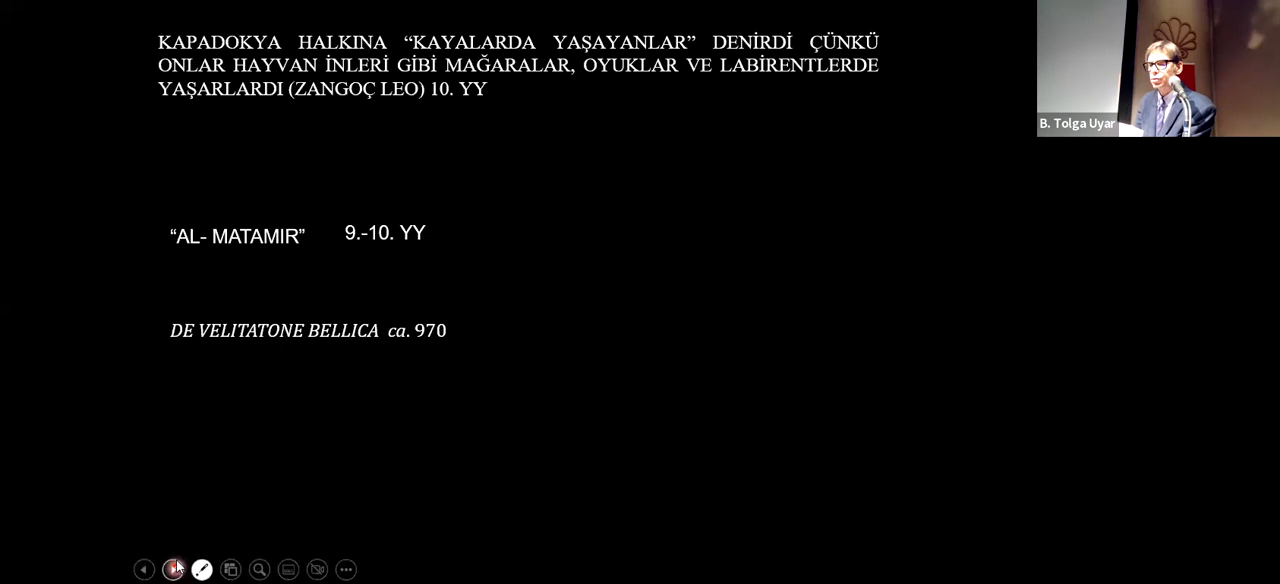 KAPADOKYA HALKINA “KAYALARDA YAŞAYANLAR” DENİRDİ ÇÜNKÜ
ONLAR HAYVAN İNLERİ GİBİ MAĞARALAR, OYUKLAR VE LABİRENTLERDE
YAŞARLARDI (ZANGOÇ LEO) 10. YY
B. Tolga Uyar
“AL- MATAMIR” 9.-10. YY
DE VELITATONE BELLICA ca. 970